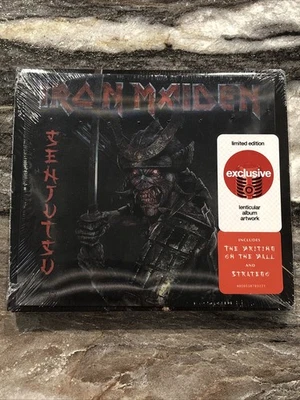 IRON MAIDEN
SENJUTSU
limited edition
exclusive
lenticular
album
artwork
INCLUDES
THE WRITING
ON THE WALL
AND
STRATEGO